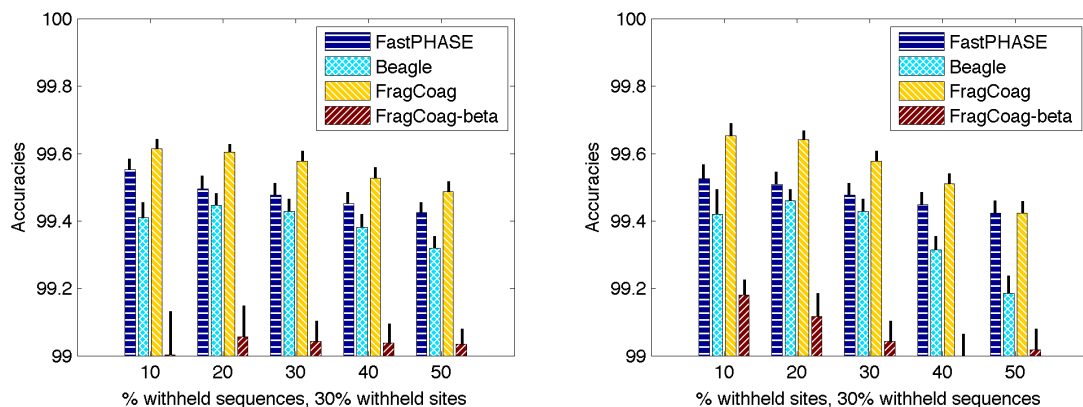 100
99.8
99.6
99.4
99.2
99
Accuracies
FastPHASE
Beagle
FragCoag
FragCoag-beta
10 20 30 40 50
% withheld sequences, 30% withheld sites
100
99.8
99.6
99.4
99.2
99
Accuracies
FastPHASE
Beagle
FragCoag
FragCoag-beta
10 20 30 40 50
% withheld sites, 30% withheld sequences